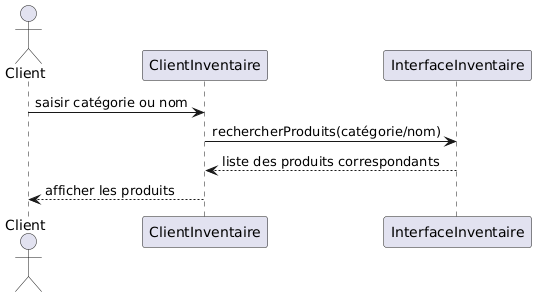 Client
ClientInventaire
InterfaceInventaire
saisir catégorie ou nom
rechercherProduits(catégorie/nom)
liste des produits correspondants
afficher les produits
Client
ClientInventaire
InterfaceInventaire